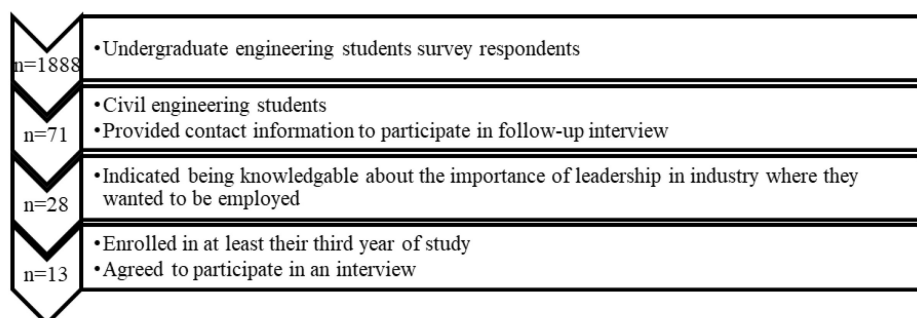 •Undergraduate engineering students survey respondents
n=1888
•Civil engineering students
•Provided contact information to participate in follow-up interview
n=71
•Indicated being knowledgable about the importance of leadership in industry where they
wanted to be employed
n=28
•Enrolled in at least their third year of study
•Agreed to participate in an interview
n=13